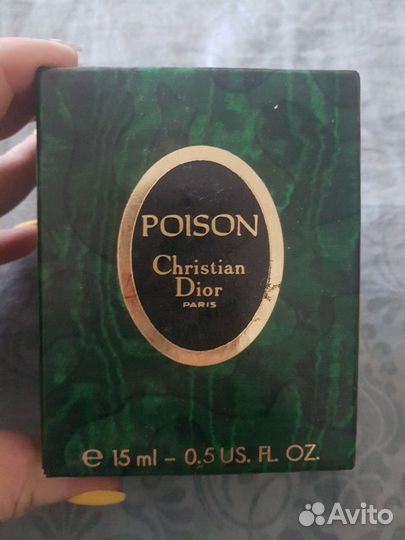 POISON
Christian
Dior
PARIS
e 15 ml - 0.5 US. FL. OZ.
Avito